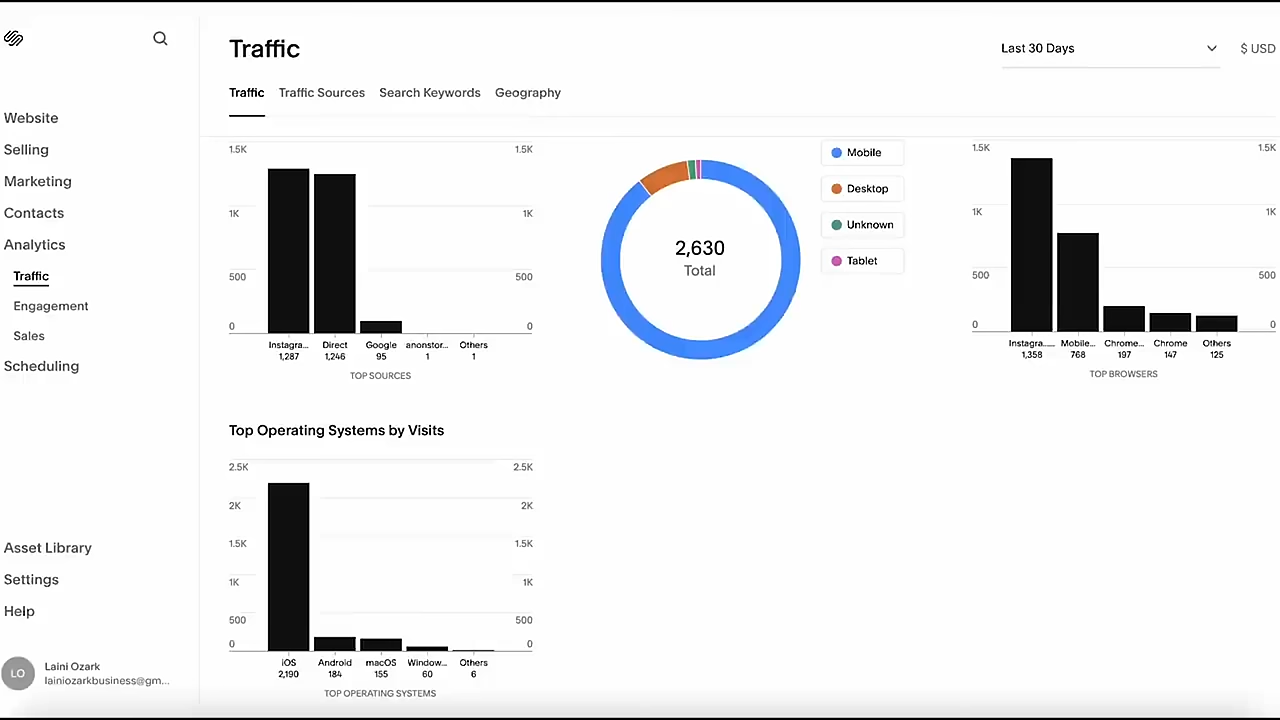 Traffic
Last 30 Days
$ USD
Traffic Traffic Sources Search Keywords Geography
Website
Selling
Marketing
Contacts
Analytics
Traffic
Engagement
Sales
Scheduling
Asset Library
Settings
Help
LO
Laini Ozark
lainiozarkbusiness@gm...
1.5K 1.5K
1K 1K
500 500
0 0
Instagra... Direct Google anonstor... Others
1,287 1,246 95 1 1
TOP SOURCES
2,630
Total
Mobile
Desktop
Unknown
Tablet
1.5K 1.5K
1K 1K
500 500
0 0
Instagra... Mobile... Chrome... Chrome Others
1,358 768 197 147 125
TOP BROWSERS
Top Operating Systems by Visits
2.5K 2.5K
2K 2K
1.5K 1.5K
1K 1K
500 500
0 0
iOS Android macOS Window... Others
2,190 184 155 60 6
TOP OPERATING SYSTEMS